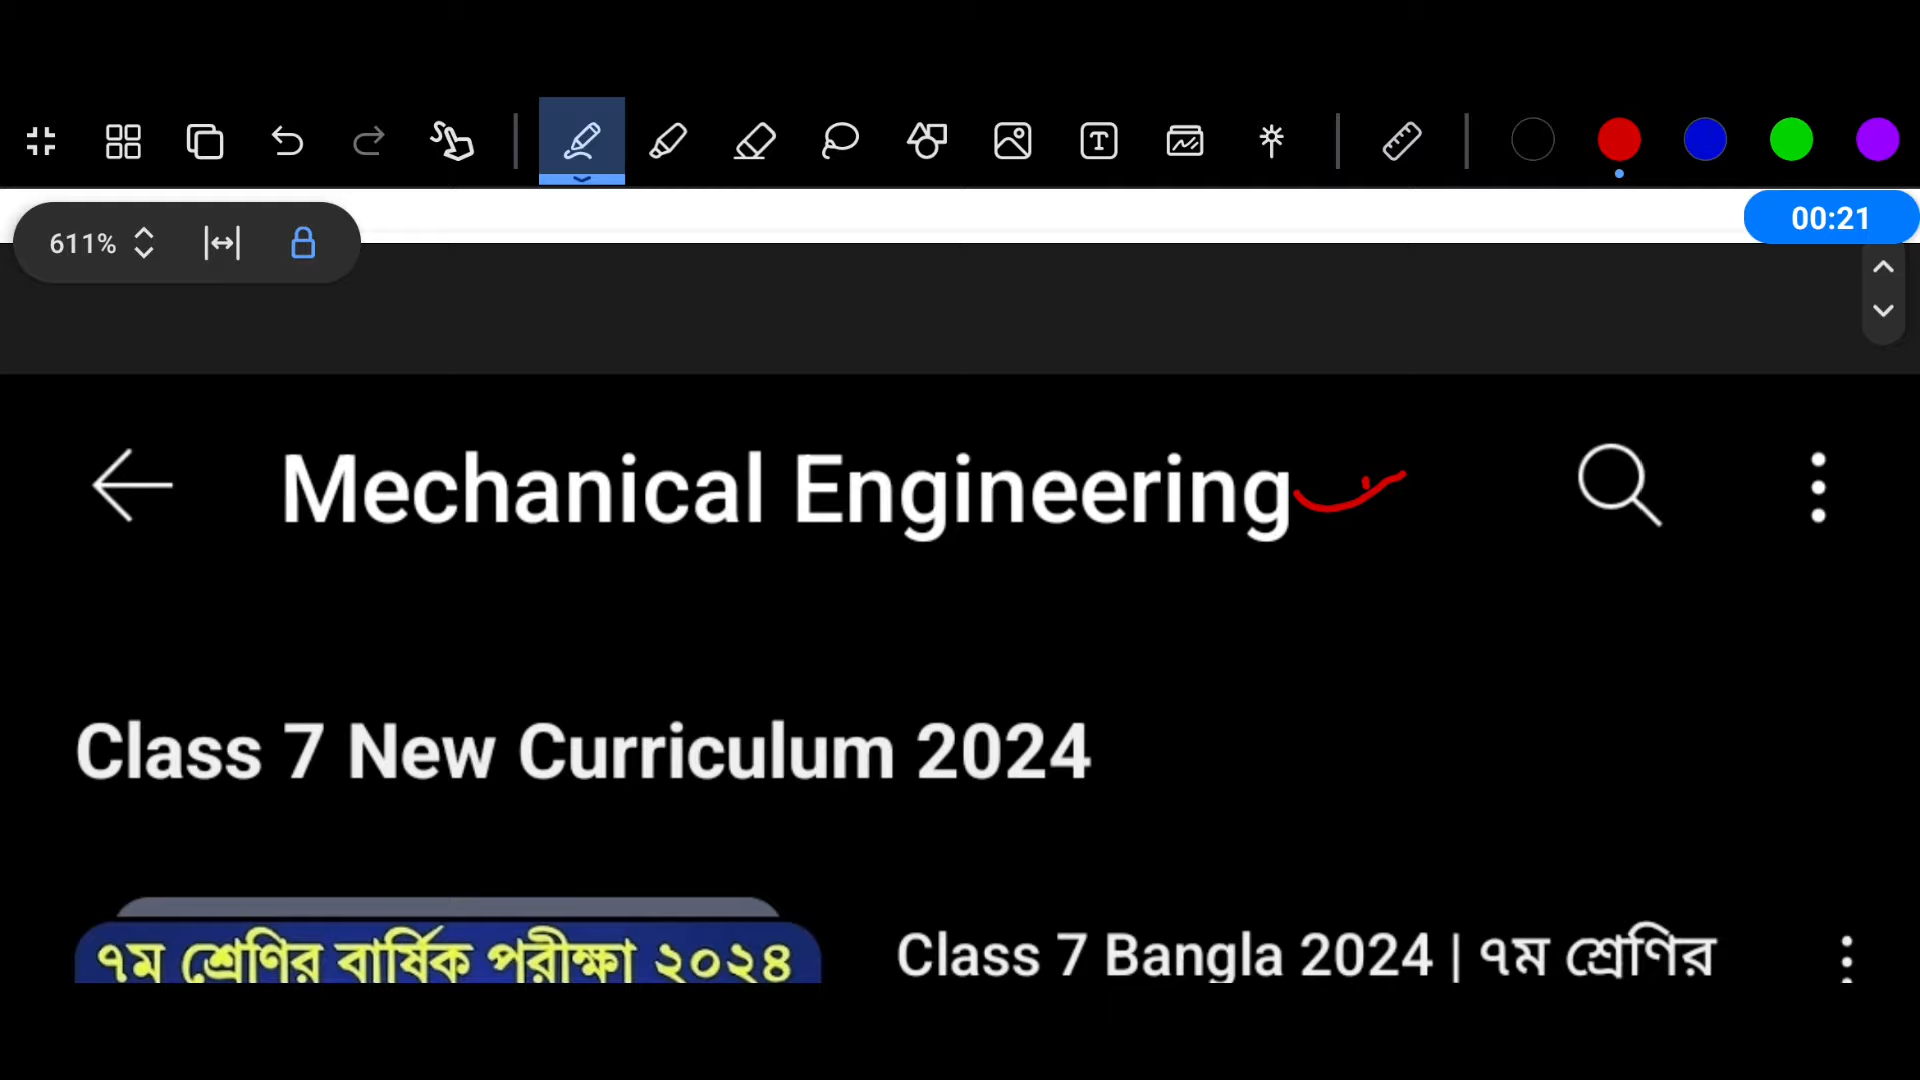 611%
00:21
Mechanical Engineering
Class 7 New Curriculum 2024
৭ম শ্রেণির বার্ষিক পরীক্ষা ২০২৪
Class 7 Bangla 2024 | ৭ম শ্রেণির